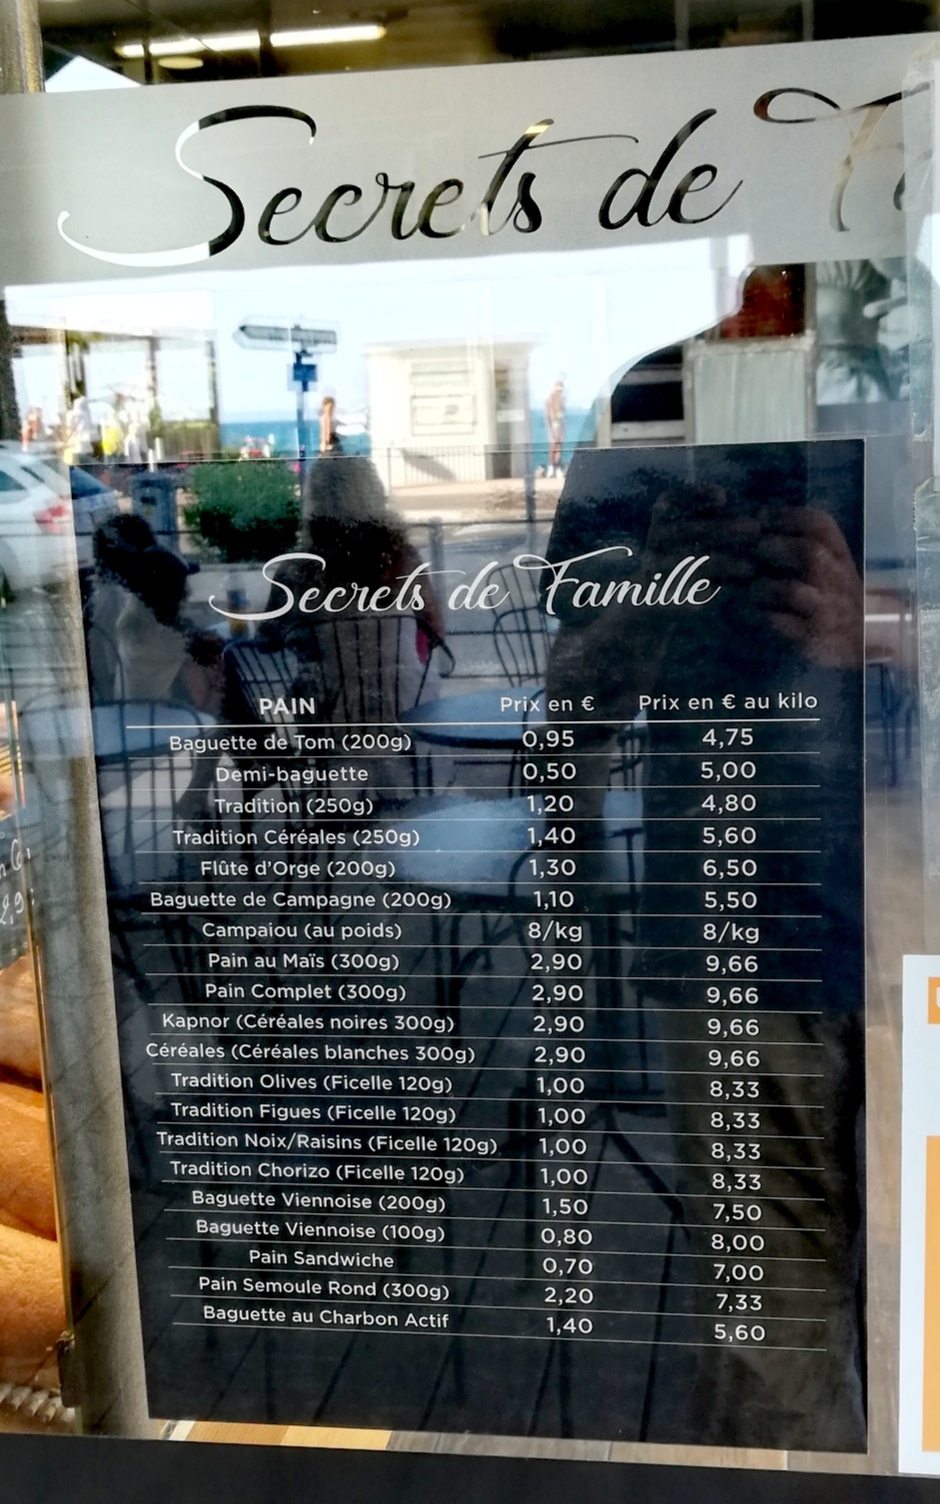 Secrets de
Secrets de Famille
PAIN Prix en € Prix en € au kilo
Baguette de Tom (200g) 0,95 4,75
Demi-baguette 0,50 5,00
Tradition (250g) 1,20 4,80
Tradition Céréales (250g) 1,40 5,60
Flûte d'Orge (200g) 1,30 6,50
Baguette de Campagne (200g) 1,10 5,50
Campaiou (au poids) 8/kg 8/kg
Pain au Maïs (300g) 2,90 9,66
Pain Complet (300g) 2,90 9,66
Kapnor (Céréales noires 300g) 2,90 9,66
Céréales (Céréales blanches 300g) 2,90 9,66
Tradition Olives (Ficelle 120g) 1,00 8,33
Tradition Figues (Ficelle 120g) 1,00 8,33
Tradition Noix/Raisins (Ficelle 120g) 1,00 8,33
Tradition Chorizo (Ficelle 120g) 1,00 8,33
Baguette Viennoise (200g) 1,50 7,50
Baguette Viennoise (100g) 0,80 8,00
Pain Sandwiche 0,70 7,00
Pain Semoule Rond (300g) 2,20 7,33
Baguette au Charbon Actif 1,40 5,60